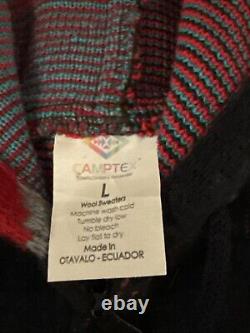 CAMPTEX
L
Wool Sweaters
Machine wash cold
Tumble dry low
No bleach
Lay flat to dry
Made in
OTAVALO - ECUADOR